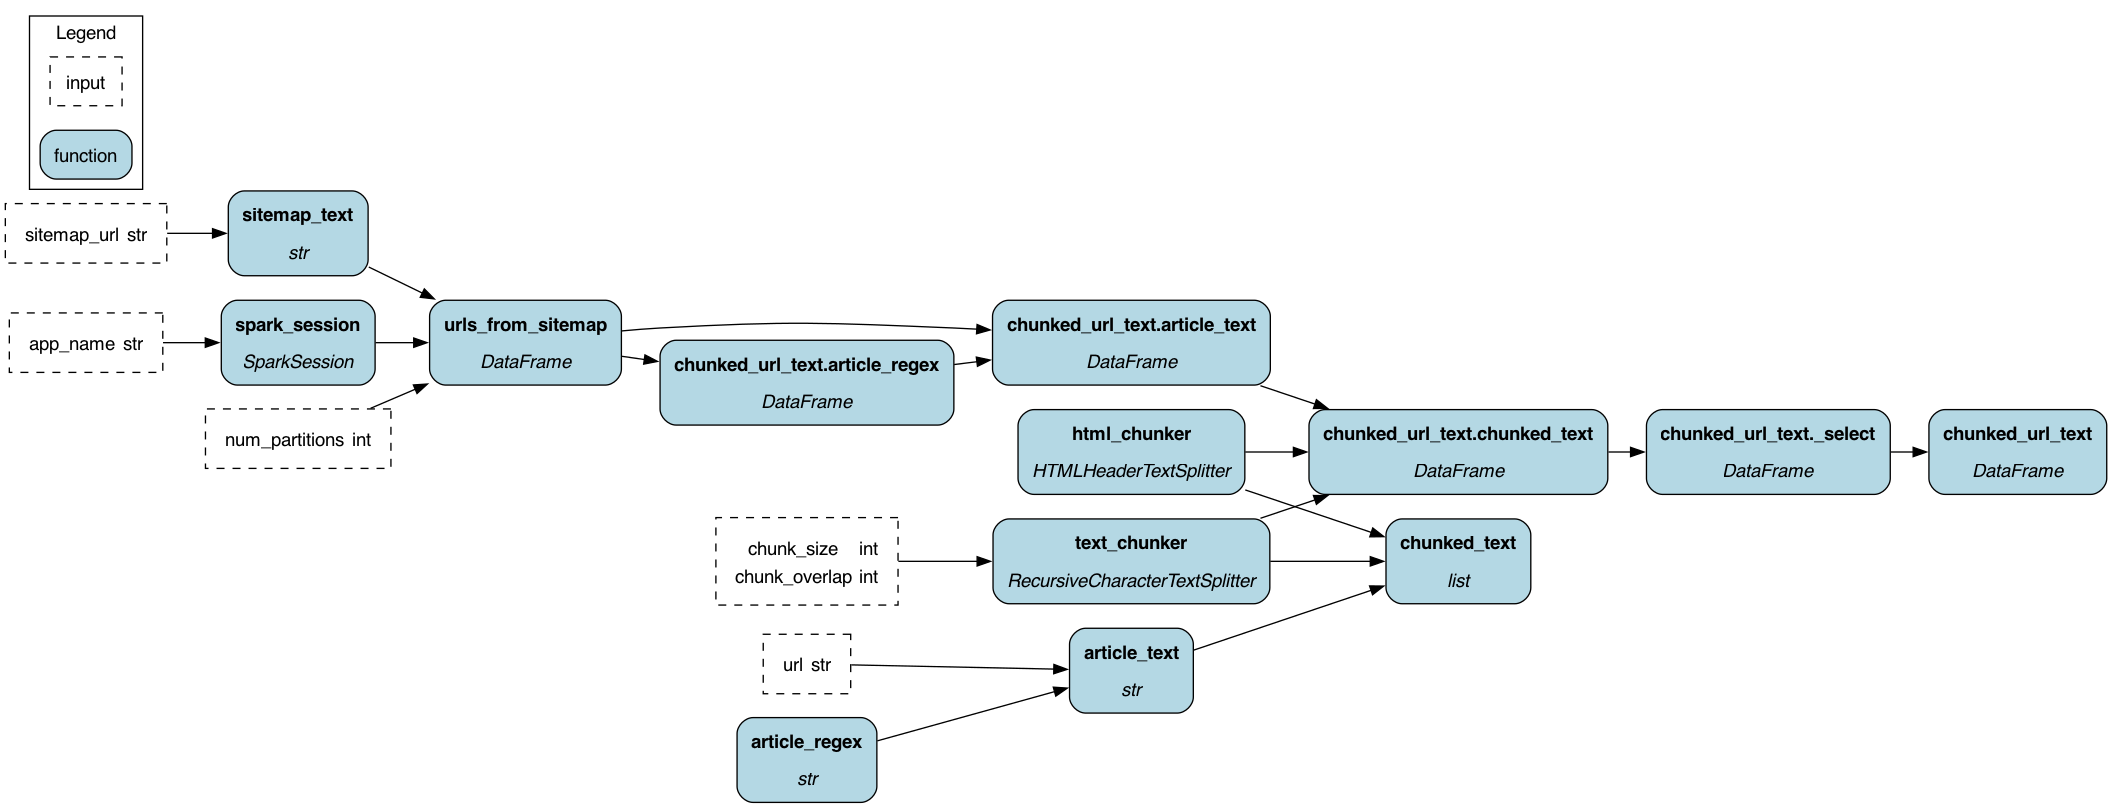 Legend
input
function
sitemap_url str
sitemap_text
str
app_name str
spark_session
SparkSession
num_partitions int
urls_from_sitemap
DataFrame
chunked_url_text.article_regex
DataFrame
chunked_url_text.article_text
DataFrame
html_chunker
HTMLHeaderTextSplitter
chunked_url_text.chunked_text
DataFrame
chunked_url_text._select
DataFrame
chunked_url_text
DataFrame
chunk_size int
chunk_overlap int
text_chunker
RecursiveCharacterTextSplitter
chunked_text
list
url str
article_text
str
article_regex
str